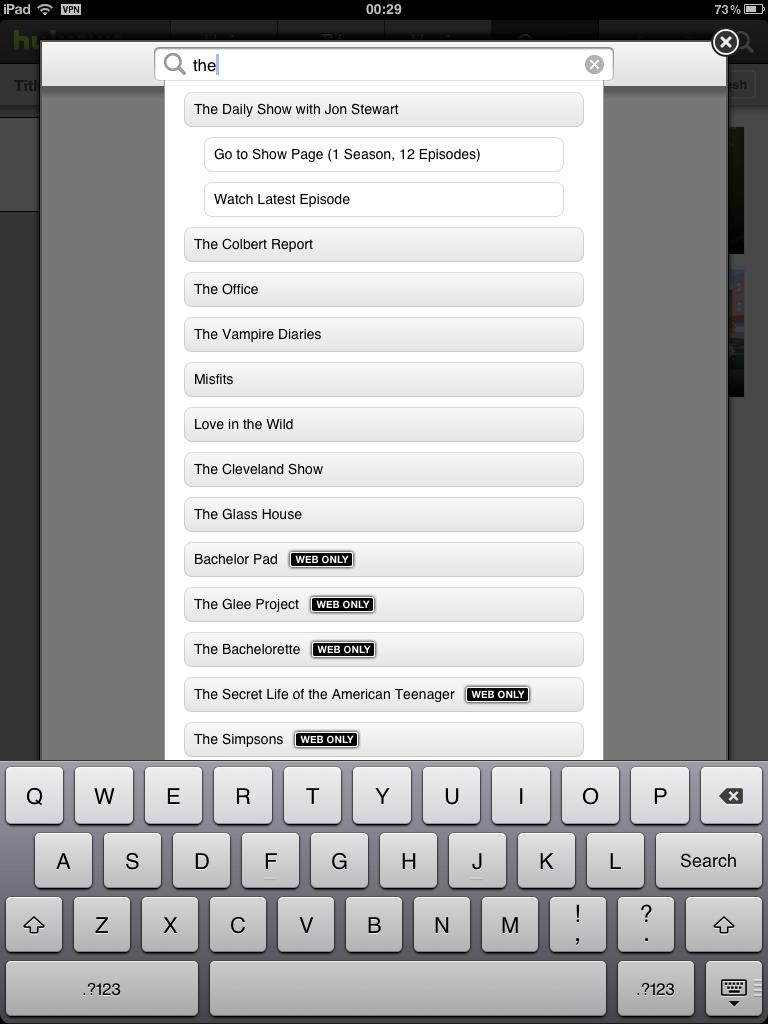 iPad VPN 00:29 73%
hu
Titl
esh
the
The Daily Show with Jon Stewart
Go to Show Page (1 Season, 12 Episodes)
Watch Latest Episode
The Colbert Report
The Office
The Vampire Diaries
Misfits
Love in the Wild
The Cleveland Show
The Glass House
Bachelor Pad WEB ONLY
The Glee Project WEB ONLY
The Bachelorette WEB ONLY
The Secret Life of the American Teenager WEB ONLY
The Simpsons WEB ONLY
Q W E R T Y U I O P
A S D F G H J K L Search
Z X C V B N M ! , ? .
.?123 .?123